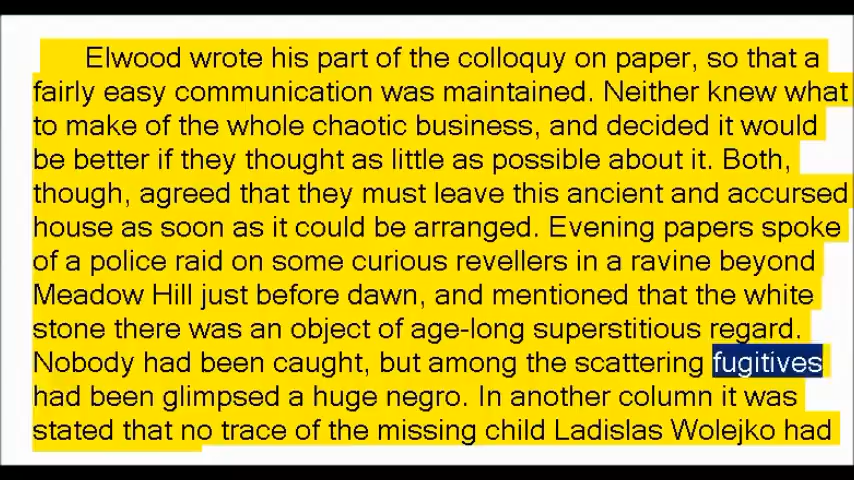 Elwood wrote his part of the colloquy on paper, so that a
fairly easy communication was maintained. Neither knew what
to make of the whole chaotic business, and decided it would
be better if they thought as little as possible about it. Both,
though, agreed that they must leave this ancient and accursed
house as soon as it could be arranged. Evening papers spoke
of a police raid on some curious revellers in a ravine beyond
Meadow Hill just before dawn, and mentioned that the white
stone there was an object of age-long superstitious regard.
Nobody had been caught, but among the scattering fugitives
had been glimpsed a huge negro. In another column it was
stated that no trace of the missing child Ladislas Wolejko had